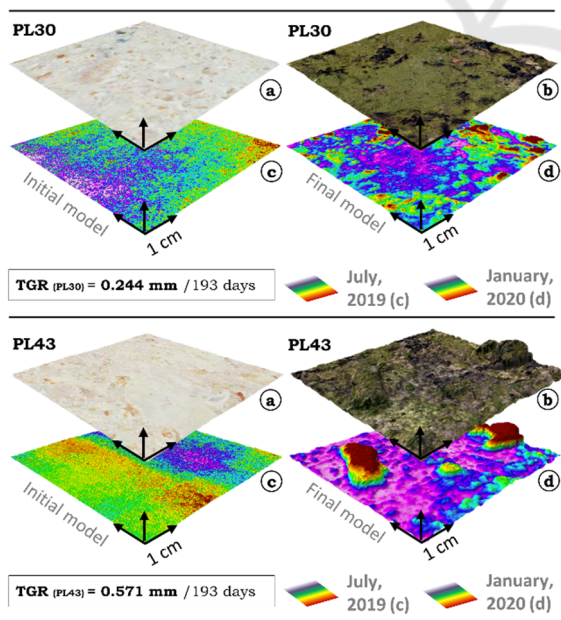 PL30
PL30
a
b
c
d
Initial model
1 cm
Final model
1 cm
TGR (PL30) = 0.244 mm /193 days
July,
2019 (c)
January,
2020 (d)
PL43
PL43
a
b
c
d
Initial model
1 cm
Final model
1 cm
TGR (PL43) = 0.571 mm /193 days
July,
2019 (c)
January,
2020 (d)